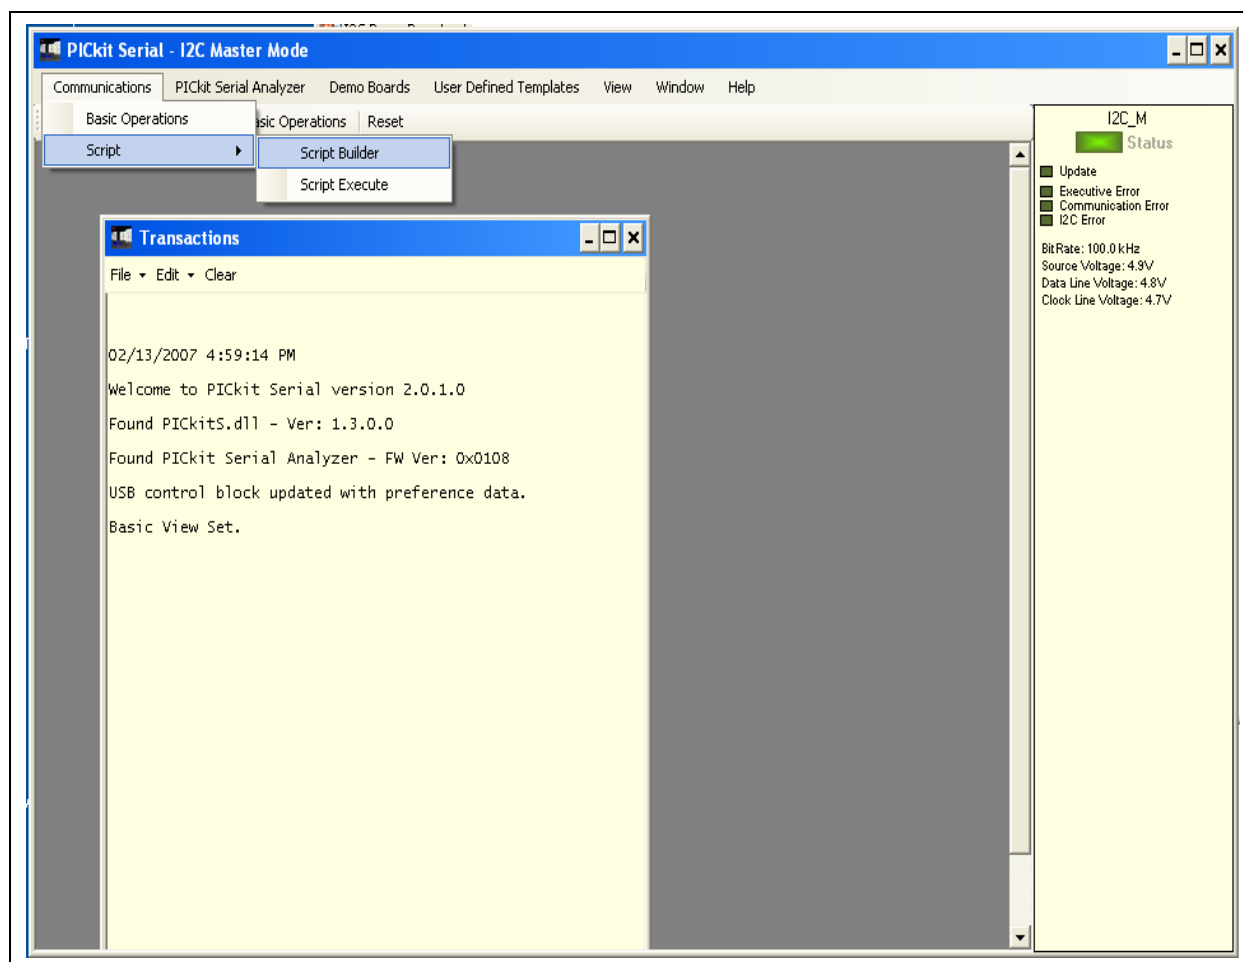 PICkit Serial - I2C Master Mode
Communications PICkit Serial Analyzer Demo Boards User Defined Templates View Window Help
Basic Operations
Operations Reset
Script
Script Builder
Script Execute
Transactions
File Edit Clear
02/13/2007 4:59:14 PM
Welcome to PICkit Serial version 2.0.1.0
Found PICkitS.dll - Ver: 1.3.0.0
Found PICkit Serial Analyzer - FW Ver: 0x0108
USB control block updated with preference data.
Basic View Set.
I2C_M
Status
Update
Executive Error
Communication Error
I2C Error
BitRate: 100.0 kHz
Source Voltage: 4.9V
Data Line Voltage: 4.8V
Clock Line Voltage: 4.7V